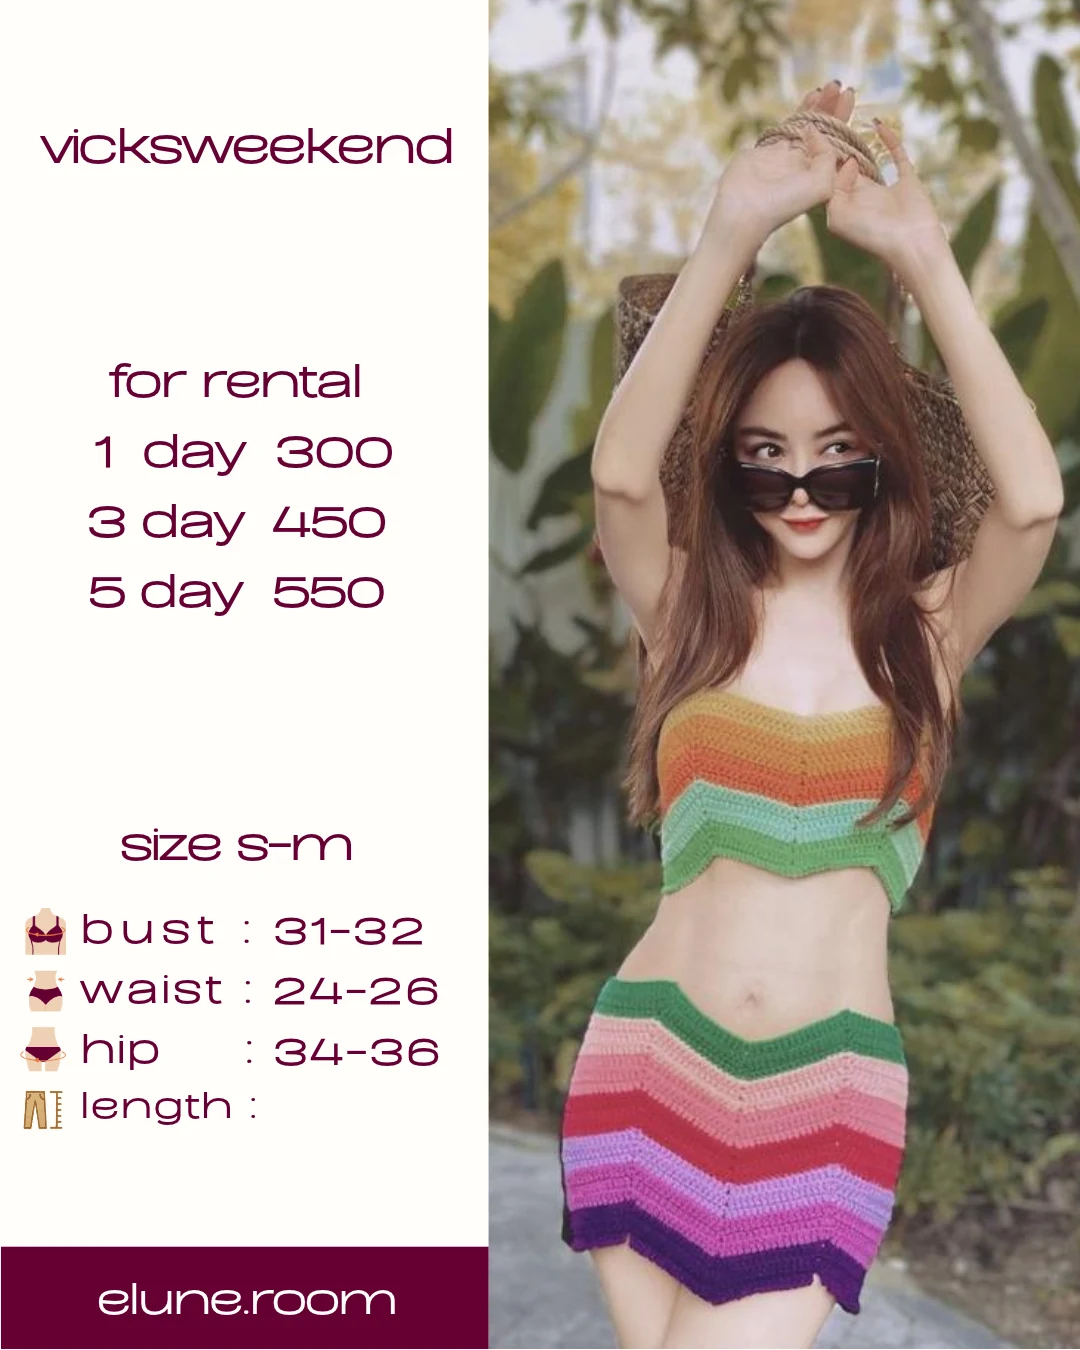 vicksweekend
for rental
1 day 300
3 day 450
5 day 550
size s-m
bust : 31-32
waist : 24-26
hip : 34-36
length :
elune.room